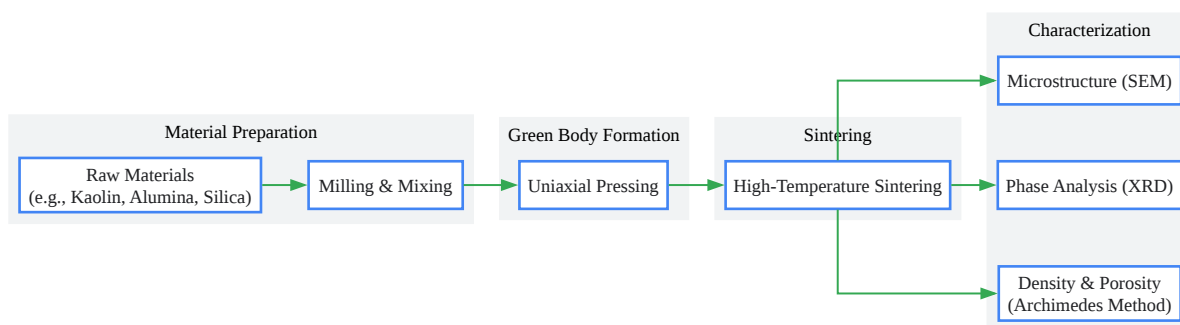 Material Preparation
Raw Materials
(e.g., Kaolin, Alumina, Silica)
Milling & Mixing
Green Body Formation
Uniaxial Pressing
Sintering
High-Temperature Sintering
Characterization
Microstructure (SEM)
Phase Analysis (XRD)
Density & Porosity
(Archimedes Method)